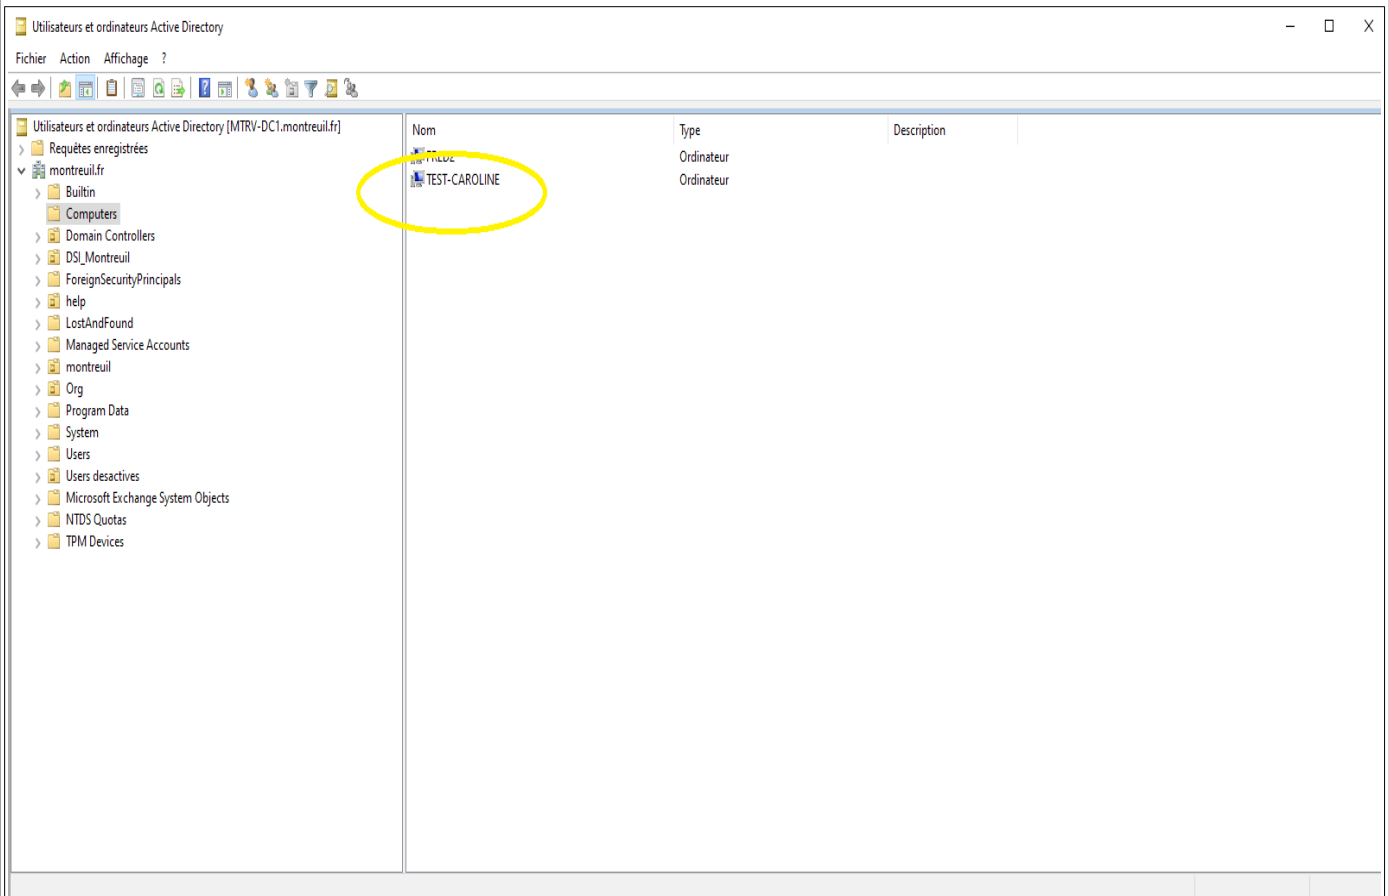 Utilisateurs et ordinateurs Active Directory
Fichier Action Affichage ?
Utilisateurs et ordinateurs Active Directory [MTRV-DC1.montreuil.fr]
Requêtes enregistrées
montreuil.fr
Builtin
Computers
Domain Controllers
DSI_Montreuil
ForeignSecurityPrincipals
help
LostAndFound
Managed Service Accounts
montreuil
Org
Program Data
System
Users
Users desactives
Microsoft Exchange System Objects
NTDS Quotas
TPM Devices
Nom Type Description
FRED2 Ordinateur
TEST-CAROLINE Ordinateur